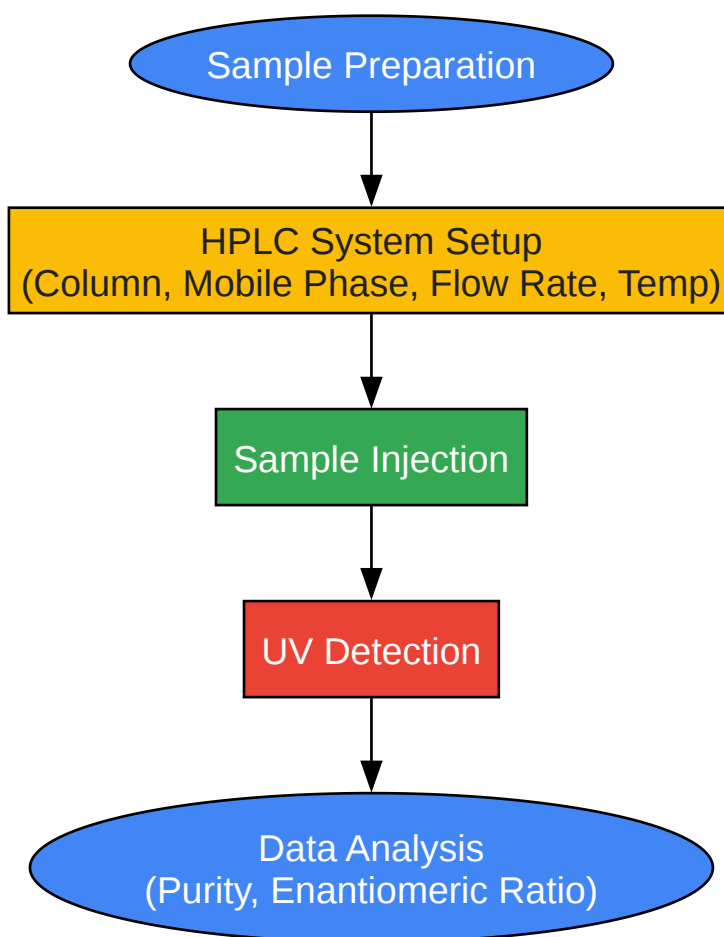 Sample Preparation
HPLC System Setup
(Column, Mobile Phase, Flow Rate, Temp)
Sample Injection
UV Detection
Data Analysis
(Purity, Enantiomeric Ratio)